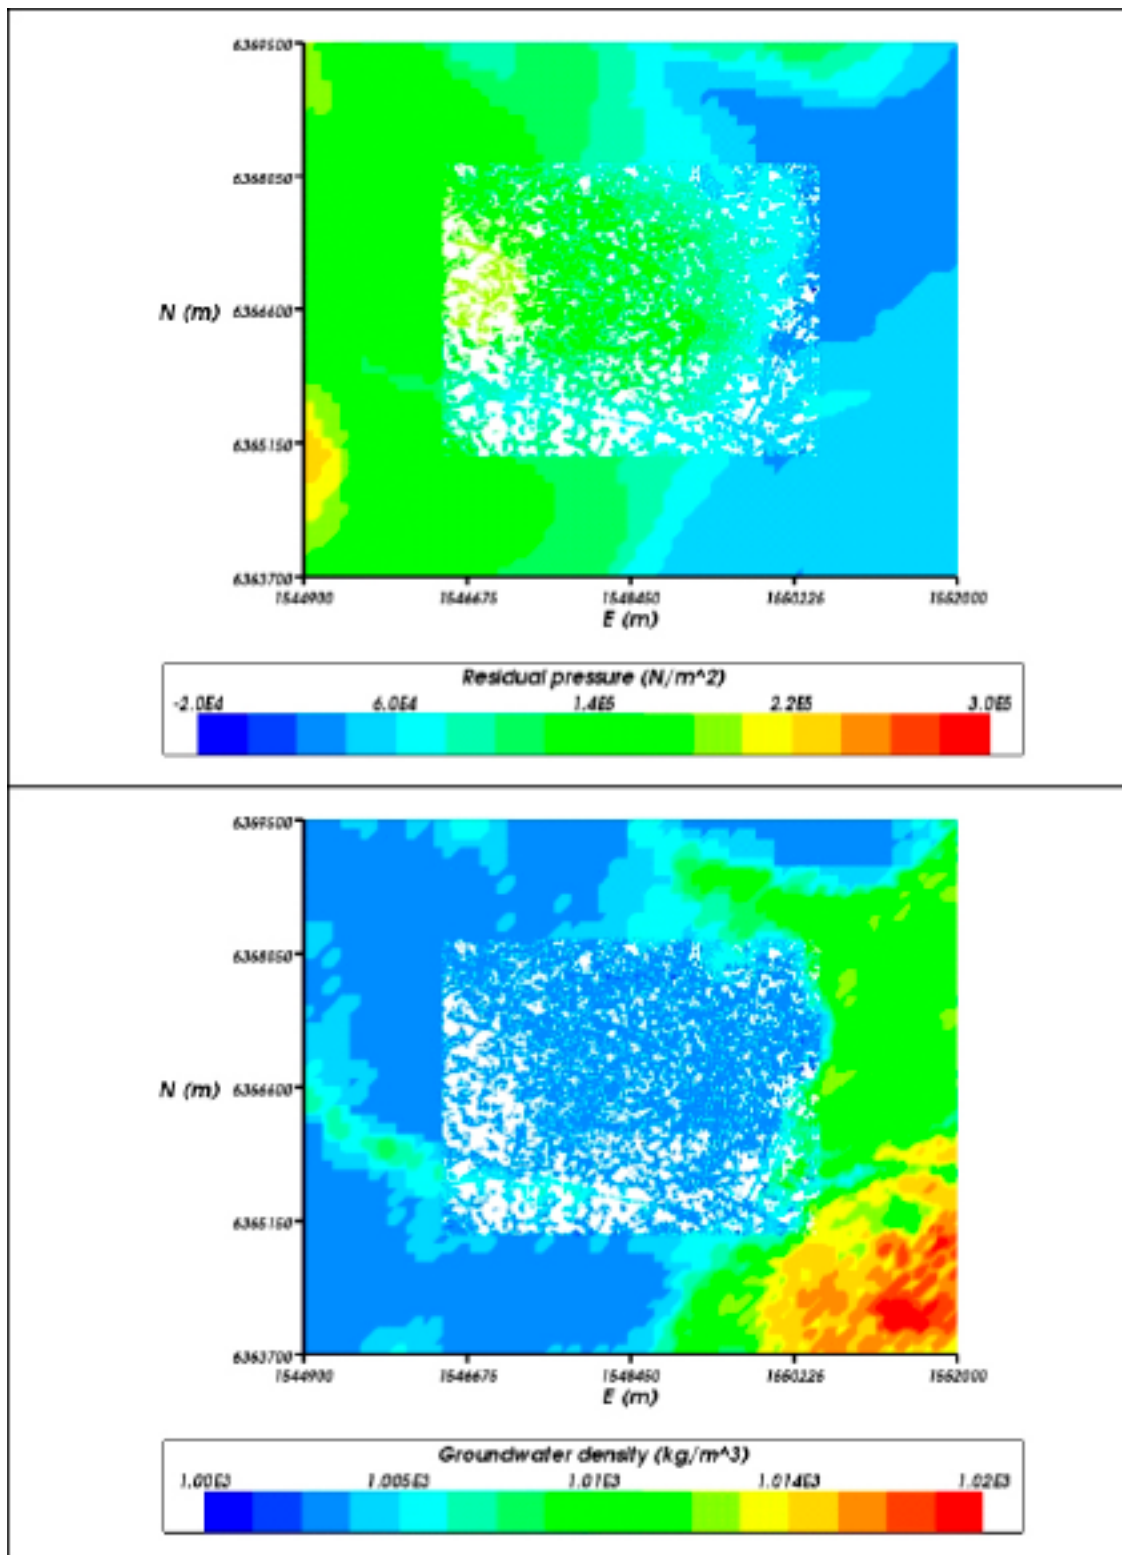 6369500
6368050
N (m) 6366600
6365150
6363700
1544900 1546675 1548450 1550225 1552000
E (m)
Residual pressure (N/m^2)
-2.0E4 6.0E4 1.4E5 2.2E5 3.0E5
6369500
6368050
N (m) 6366600
6365150
6363700
1544900 1546675 1548450 1550225 1552000
E (m)
Groundwater density (kg/m^3)
1.00E3 1.005E3 1.01E3 1.014E3 1.02E3